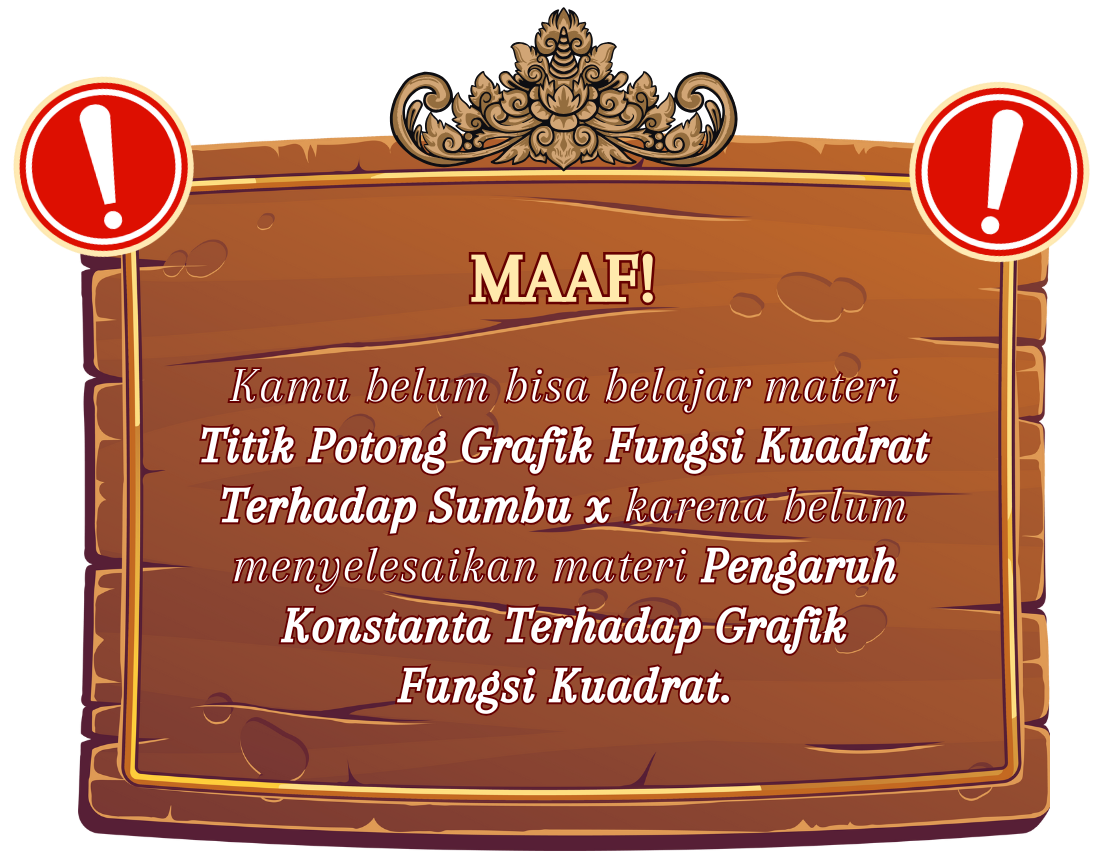 MAAF!
Kamu belum bisa belajar materi
Titik Potong Grafik Fungsi Kuadrat
Terhadap Sumbu x karena belum
menyelesaikan materi Pengaruh
Konstanta Terhadap Grafik
Fungsi Kuadrat.